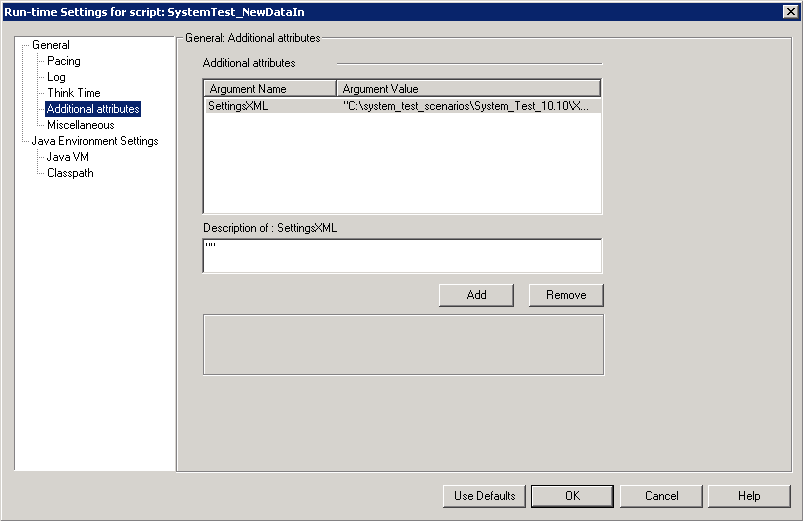 Run-time Settings for script: SystemTest_NewDataIn
General
Pacing
Log
Think Time
Additional attributes
Miscellaneous
Java Environment Settings
Java VM
Classpath
General: Additional attributes
Additional attributes
Argument Name Argument Value
SettingsXML "C:\system_test_scenarios\System_Test_10.10\X...
Description of : SettingsXML
""
Add Remove
Use Defaults OK Cancel Help